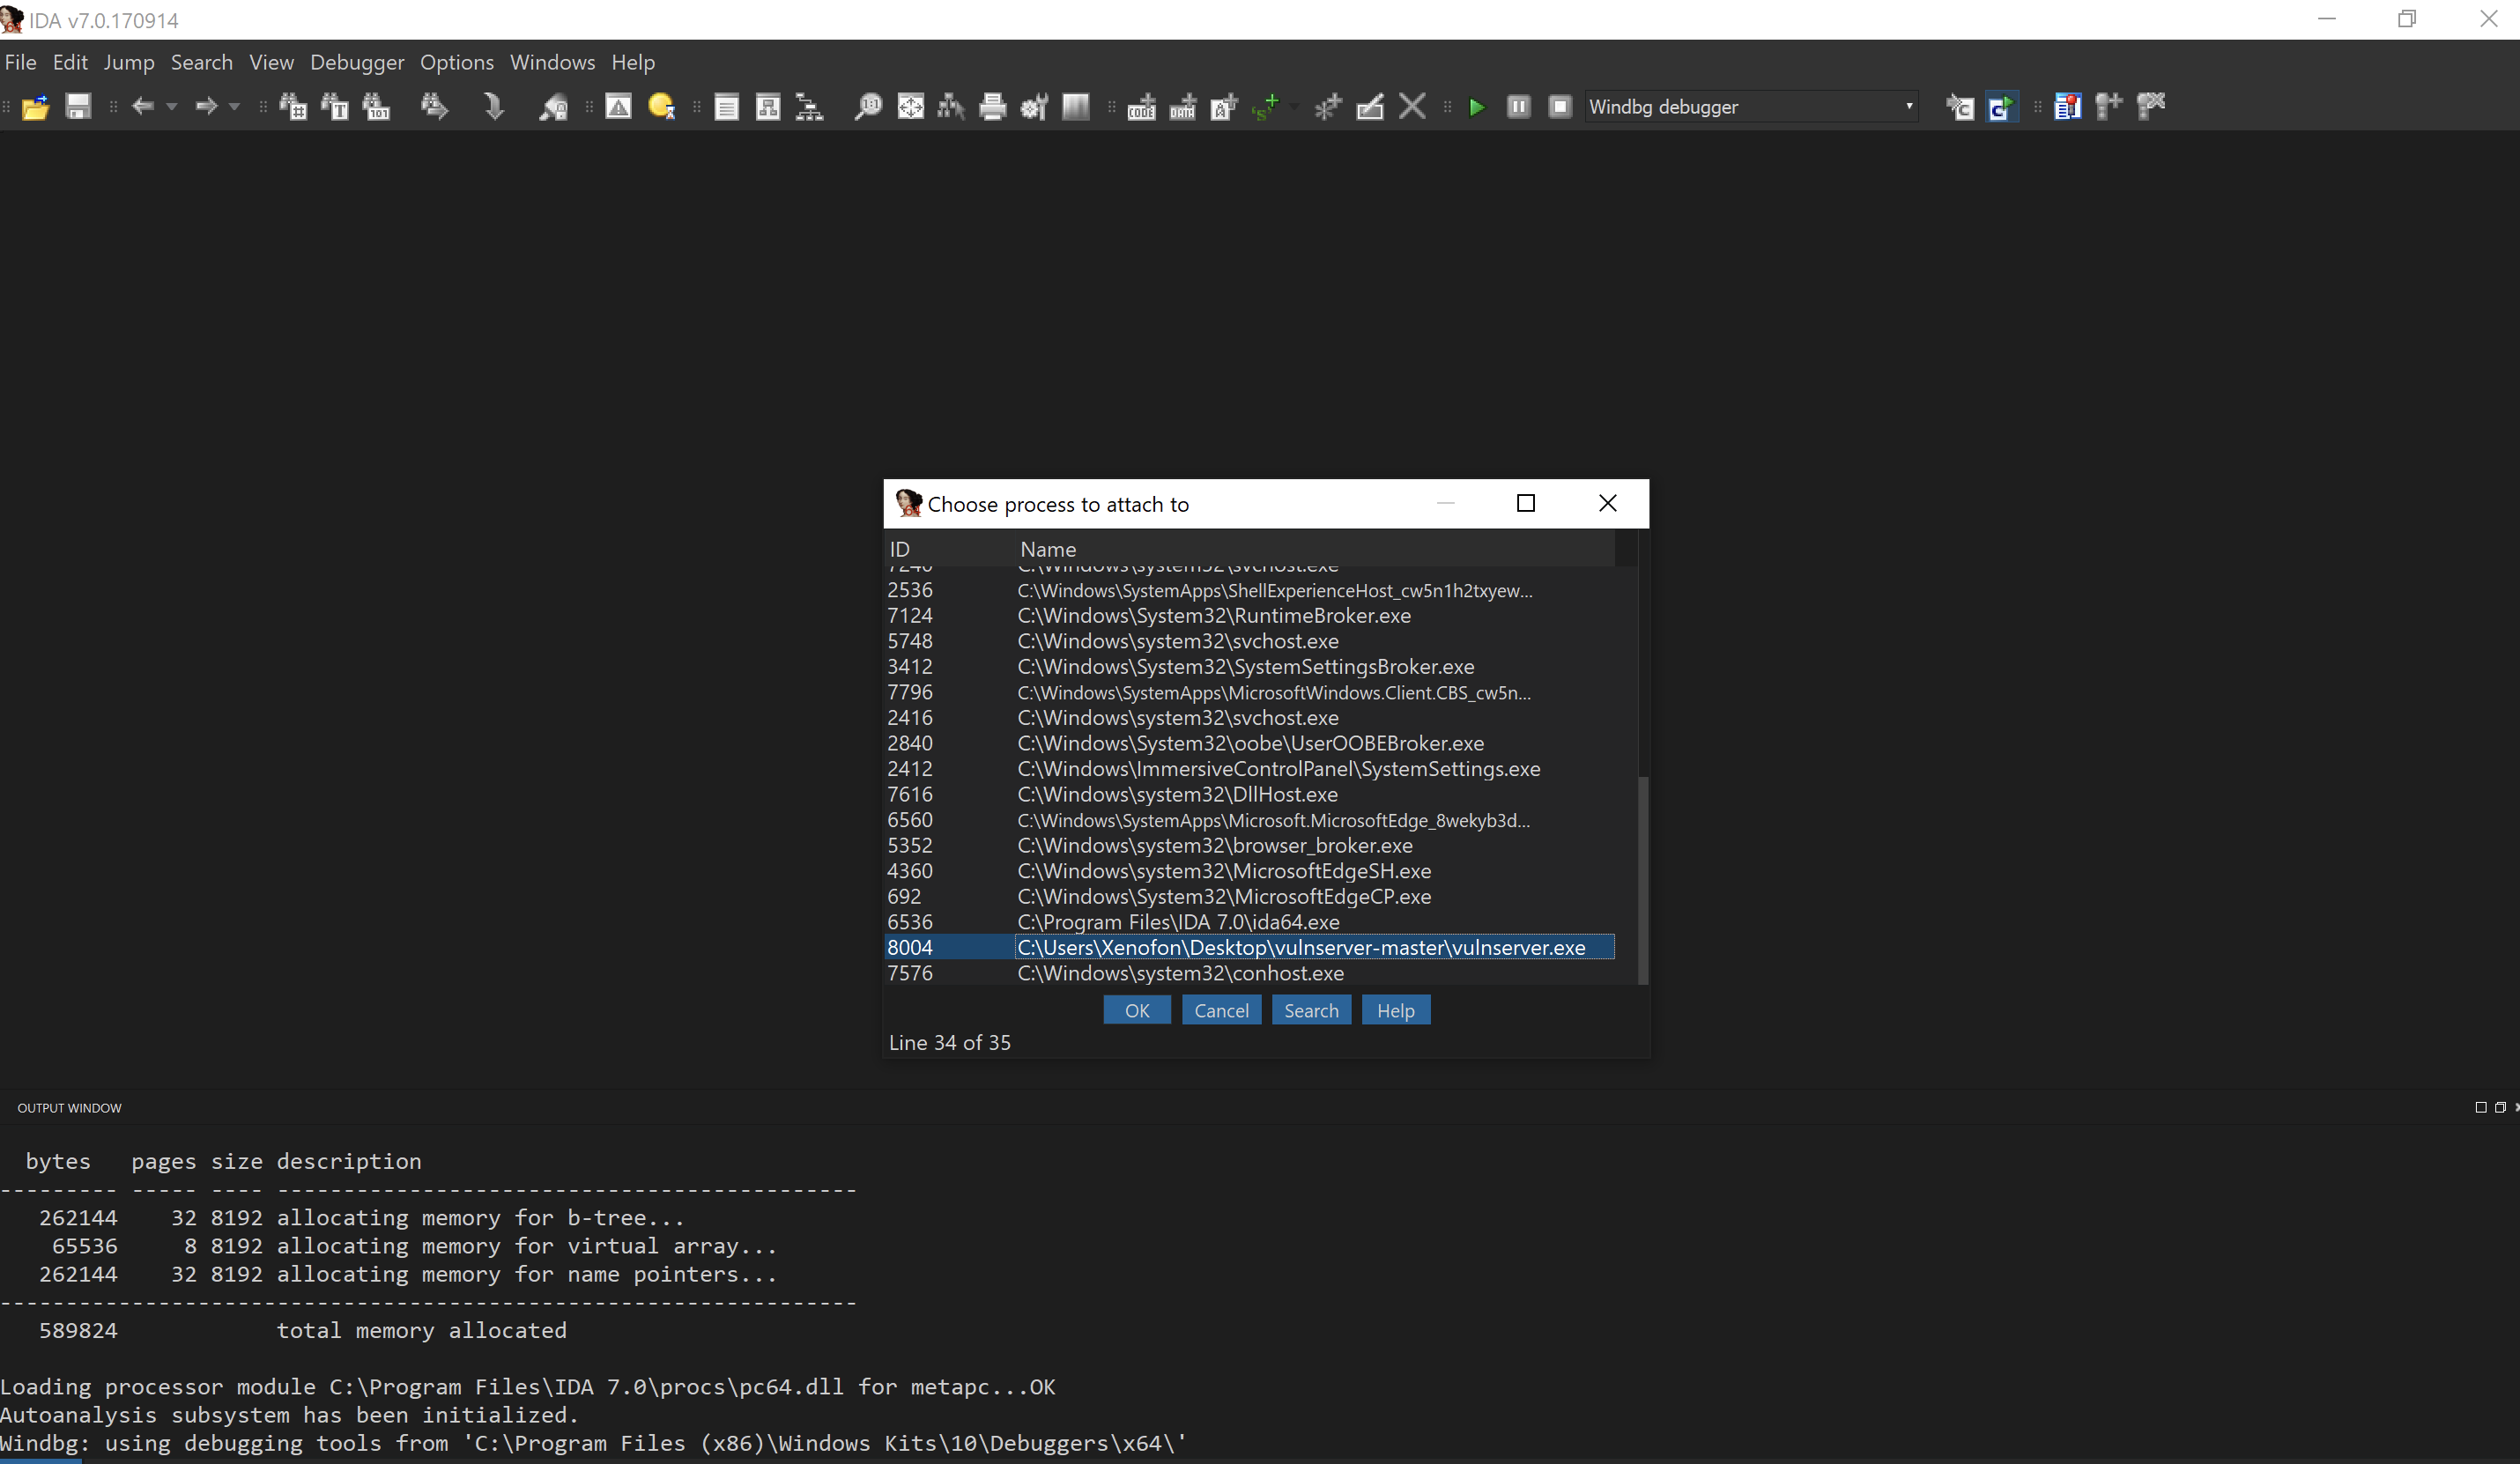 IDA v7.0.170914
File Edit Jump Search View Debugger Options Windows Help
Windbg debugger
Choose process to attach to
ID Name
7240 C:\Windows\system32\svchost.exe
2536 C:\Windows\SystemApps\ShellExperienceHost_cw5n1h2txyew...
7124 C:\Windows\System32\RuntimeBroker.exe
5748 C:\Windows\system32\svchost.exe
3412 C:\Windows\System32\SystemSettingsBroker.exe
7796 C:\Windows\SystemApps\MicrosoftWindows.Client.CBS_cw5n...
2416 C:\Windows\system32\svchost.exe
2840 C:\Windows\System32\oobe\UserOOBEBroker.exe
2412 C:\Windows\ImmersiveControlPanel\SystemSettings.exe
7616 C:\Windows\system32\DllHost.exe
6560 C:\Windows\SystemApps\Microsoft.MicrosoftEdge_8wekyb3d...
5352 C:\Windows\system32\browser_broker.exe
4360 C:\Windows\system32\MicrosoftEdgeSH.exe
692 C:\Windows\System32\MicrosoftEdgeCP.exe
6536 C:\Program Files\IDA 7.0\ida64.exe
8004 C:\Users\Xenofon\Desktop\vulnserver-master\vulnserver.exe
7576 C:\Windows\system32\conhost.exe
OK Cancel Search Help
Line 34 of 35
OUTPUT WINDOW
bytes pages size description
--------- ----- ---- --------------------------------------------
262144 32 8192 allocating memory for b-tree...
65536 8 8192 allocating memory for virtual array...
262144 32 8192 allocating memory for name pointers...
-----------------------------------------------------------------
589824 total memory allocated
Loading processor module C:\Program Files\IDA 7.0\procs\pc64.dll for metapc...OK
Autoanalysis subsystem has been initialized.
Windbg: using debugging tools from 'C:\Program Files (x86)\Windows Kits\10\Debuggers\x64\'